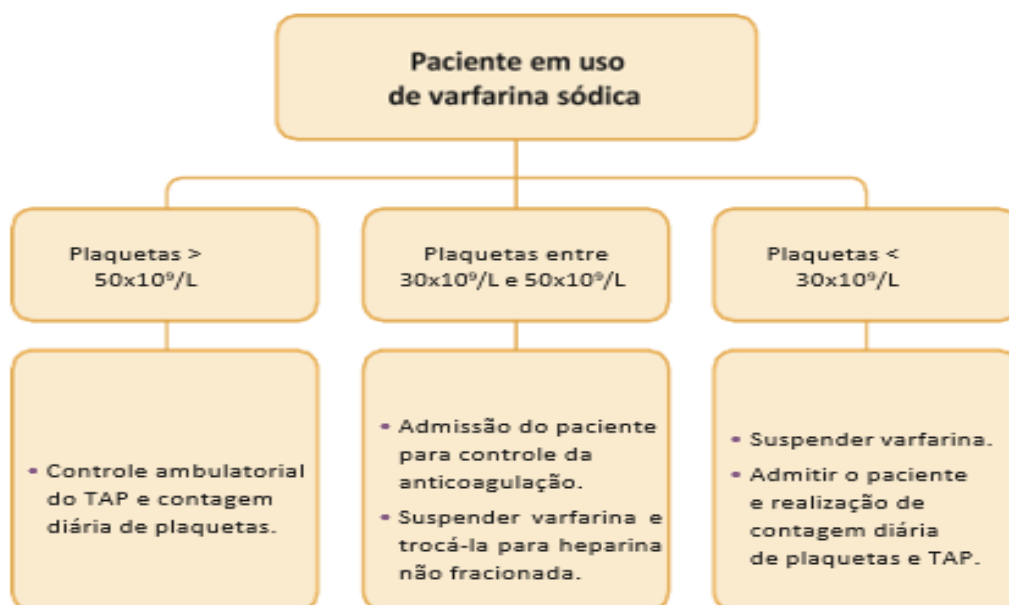 Paciente em uso
de varfarina sódica
Plaquetas >
50x10⁹/L
Plaquetas entre
30x10⁹/L e 50x10⁹/L
Plaquetas <
30x10⁹/L
• Controle ambulatorial
do TAP e contagem
diária de plaquetas.
• Admissão do paciente
para controle da
anticoagulação.
• Suspender varfarina e
trocá-la para heparina
não fracionada.
• Suspender varfarina.
• Admitir o paciente
e realização de
contagem diária
de plaquetas e TAP.